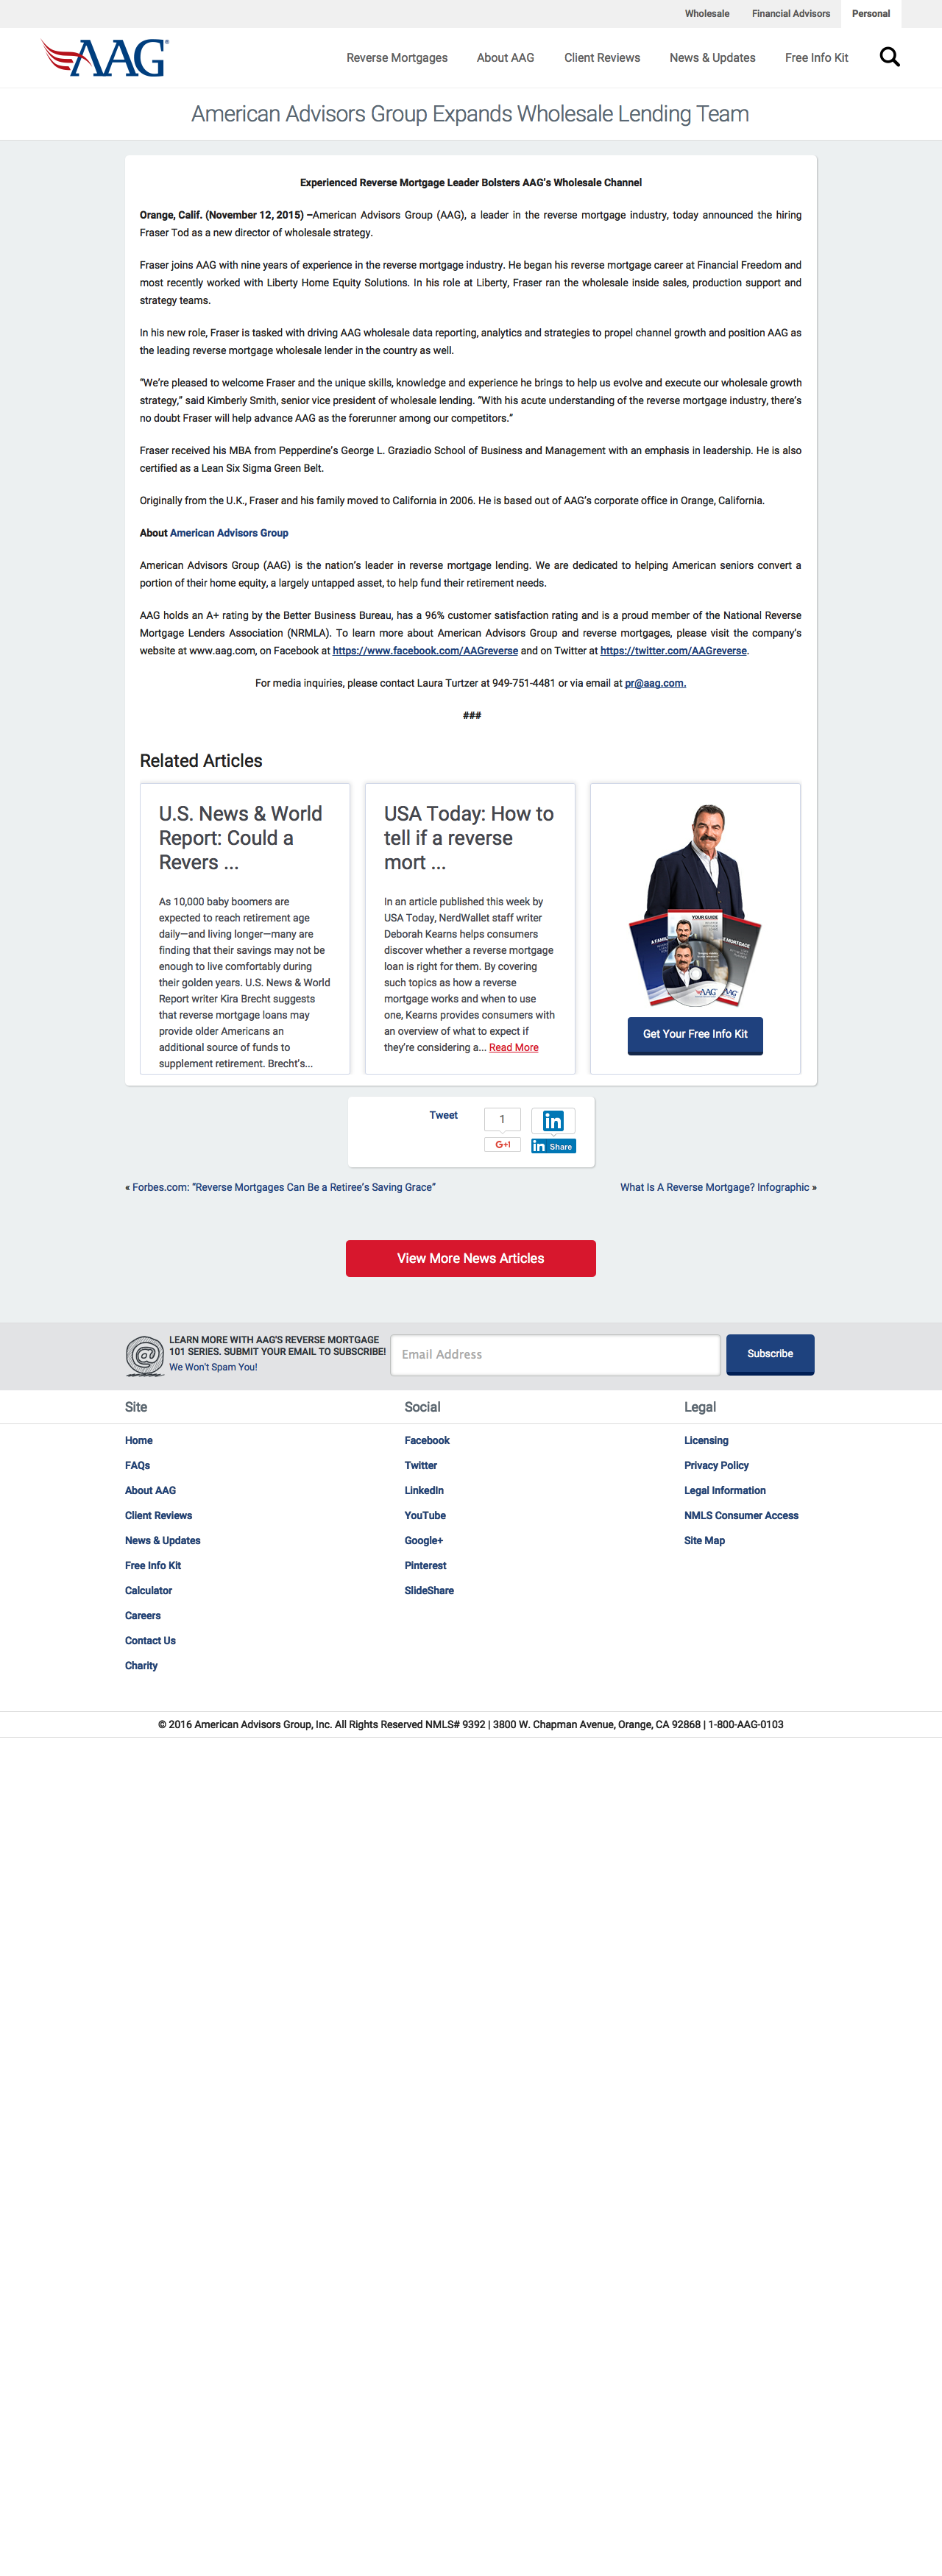 Wholesale Financial Advisors Personal
AAG®
Reverse Mortgages About AAG Client Reviews News & Updates Free Info Kit
American Advisors Group Expands Wholesale Lending Team
Experienced Reverse Mortgage Leader Bolsters AAG's Wholesale Channel
Orange, Calif. (November 12, 2015) –American Advisors Group (AAG), a leader in the reverse mortgage industry, today announced the hiring
Fraser Tod as a new director of wholesale strategy.
Fraser joins AAG with nine years of experience in the reverse mortgage industry. He began his reverse mortgage career at Financial Freedom and
most recently worked with Liberty Home Equity Solutions. In his role at Liberty, Fraser ran the wholesale inside sales, production support and
strategy teams.
In his new role, Fraser is tasked with driving AAG wholesale data reporting, analytics and strategies to propel channel growth and position AAG as
the leading reverse mortgage wholesale lender in the country as well.
"We're pleased to welcome Fraser and the unique skills, knowledge and experience he brings to help us evolve and execute our wholesale growth
strategy," said Kimberly Smith, senior vice president of wholesale lending. "With his acute understanding of the reverse mortgage industry, there's
no doubt Fraser will help advance AAG as the forerunner among our competitors."
Fraser received his MBA from Pepperdine's George L. Graziadio School of Business and Management with an emphasis in leadership. He is also
certified as a Lean Six Sigma Green Belt.
Originally from the U.K., Fraser and his family moved to California in 2006. He is based out of AAG's corporate office in Orange, California.
About American Advisors Group
American Advisors Group (AAG) is the nation's leader in reverse mortgage lending. We are dedicated to helping American seniors convert a
portion of their home equity, a largely untapped asset, to help fund their retirement needs.
AAG holds an A+ rating by the Better Business Bureau, has a 96% customer satisfaction rating and is a proud member of the National Reverse
Mortgage Lenders Association (NRMLA). To learn more about American Advisors Group and reverse mortgages, please visit the company's
website at www.aag.com, on Facebook at https://www.facebook.com/AAGreverse and on Twitter at https://twitter.com/AAGreverse.
For media inquiries, please contact Laura Turtzer at 949-751-4481 or via email at pr@aag.com.
###
Related Articles
U.S. News & World
Report: Could a
Revers ...
As 10,000 baby boomers are
expected to reach retirement age
daily—and living longer—many are
finding that their savings may not be
enough to live comfortably during
their golden years. U.S. News & World
Report writer Kira Brecht suggests
that reverse mortgage loans may
provide older Americans an
additional source of funds to
supplement retirement. Brecht's...
USA Today: How to
tell if a reverse
mort ...
In an article published this week by
USA Today, NerdWallet staff writer
Deborah Kearns helps consumers
discover whether a reverse mortgage
loan is right for them. By covering
such topics as how a reverse
mortgage works and when to use
one, Kearns provides consumers with
an overview of what to expect if
they're considering a... Read More
YOUR GUIDE
AAG
Get Your Free Info Kit
Tweet
1
G+1
in
in Share
« Forbes.com: "Reverse Mortgages Can Be a Retiree's Saving Grace"
What Is A Reverse Mortgage? Infographic »
View More News Articles
LEARN MORE WITH AAG'S REVERSE MORTGAGE
101 SERIES. SUBMIT YOUR EMAIL TO SUBSCRIBE!
We Won't Spam You!
Email Address
Subscribe
Site
Home
FAQs
About AAG
Client Reviews
News & Updates
Free Info Kit
Calculator
Careers
Contact Us
Charity
Social
Facebook
Twitter
LinkedIn
YouTube
Google+
Pinterest
SlideShare
Legal
Licensing
Privacy Policy
Legal Information
NMLS Consumer Access
Site Map
© 2016 American Advisors Group, Inc. All Rights Reserved NMLS# 9392 | 3800 W. Chapman Avenue, Orange, CA 92868 | 1-800-AAG-0103